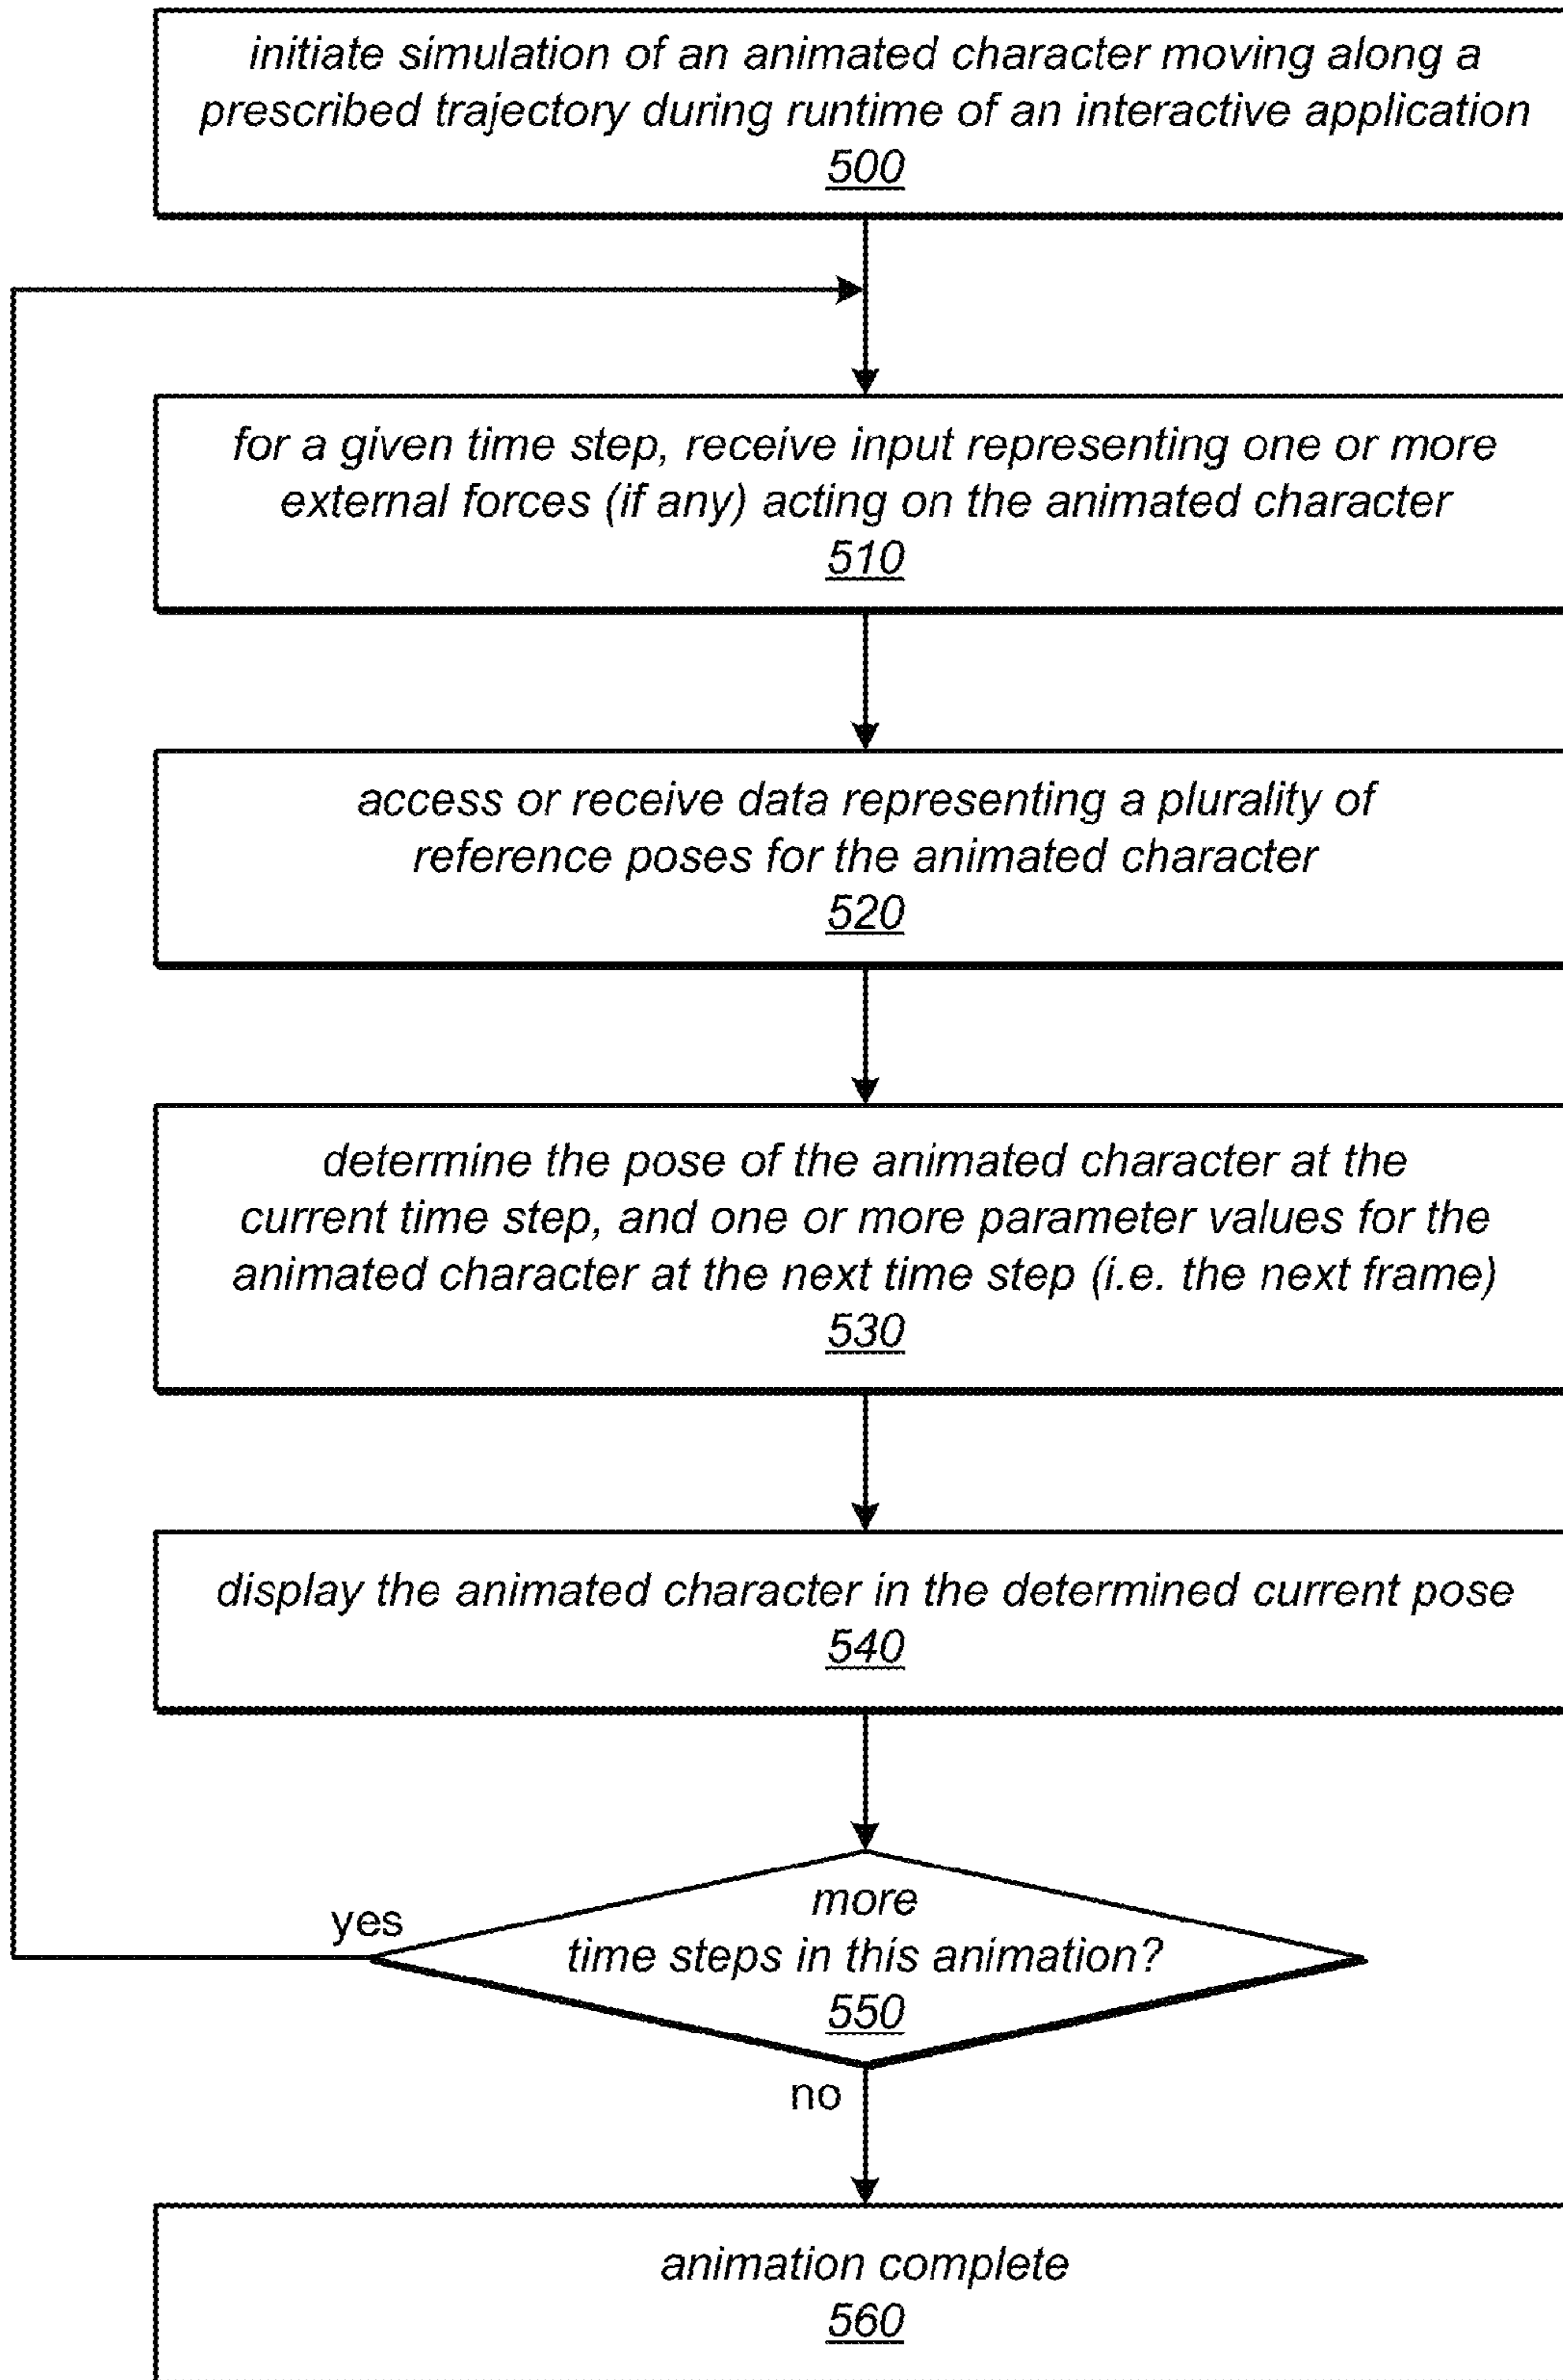 initiate simulation of an animated character moving along a
prescribed trajectory during runtime of an interactive application
500
for a given time step, receive input representing one or more
external forces (if any) acting on the animated character
510
access or receive data representing a plurality of
reference poses for the animated character
520
determine the pose of the animated character at the
current time step, and one or more parameter values for the
animated character at the next time step (i.e. the next frame)
530
display the animated character in the determined current pose
540
more
yes
time steps in this animation?
550
no
animation complete
560